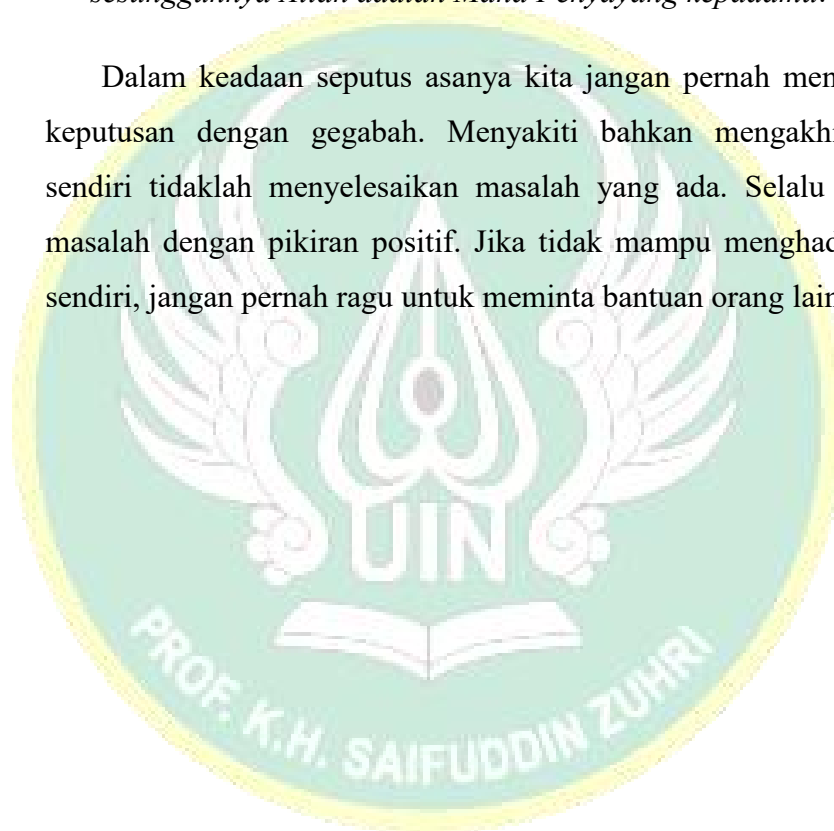 sesungguhnya Allah adalah Maha Penyayang kepadamu.
Dalam keadaan seputus asanya kita jangan pernah men
keputusan dengan gegabah. Menyakiti bahkan mengakh
sendiri tidaklah menyelesaikan masalah yang ada. Selalu
masalah dengan pikiran positif. Jika tidak mampu menghad
sendiri, jangan pernah ragu untuk meminta bantuan orang lain
UIN
PROF. K.H. SAIFUDDIN ZUHRI